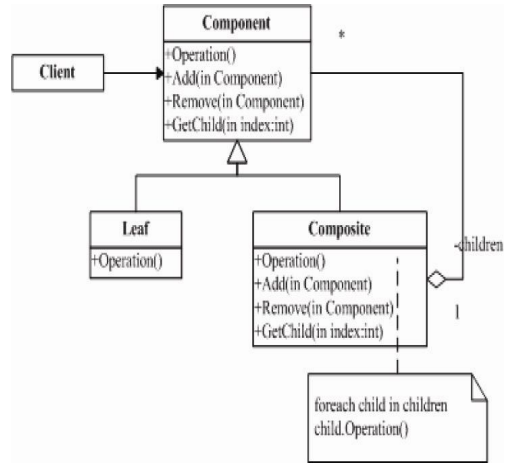 Component
+Operation()
+Add(in Component)
+Remove(in Component)
+GetChild(in index:int)
*
Client
Leaf
+Operation()
Composite
+Operation()
+Add(in Component)
+Remove(in Component)
+GetChild(in index:int)
-children
1
foreach child in children
child.Operation()